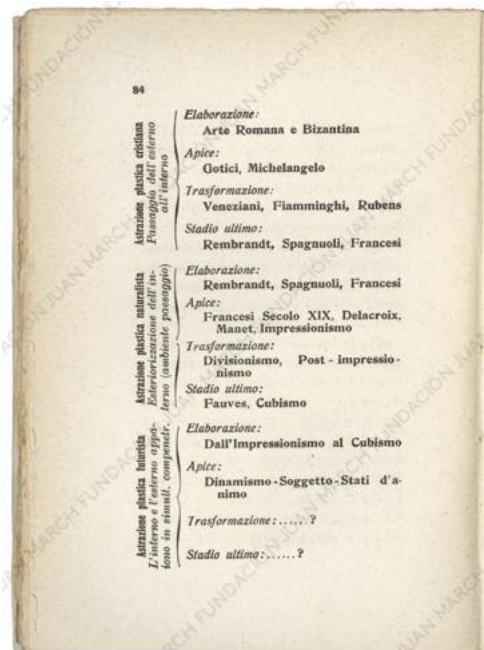 84
Astrazione plastica cristiana
Passaggio dell'esterno
all'interno
Elaborazione:
Arte Romana e Bizantina
Apice:
Gotici, Michelangelo
Trasformazione:
Veneziani, Fiamminghi, Rubens
Stadio ultimo:
Rembrandt, Spagnuoli, Francesi
Astrazione plastica naturalista
Esteriorizzazione dell'in-
terno (ambiente paesaggio)
Elaborazione:
Rembrandt, Spagnuoli, Francesi
Apice:
Francesi Secolo XIX, Delacroix,
Manet, Impressionismo
Trasformazione:
Divisionismo, Post-impressio-
nismo
Stadio ultimo:
Fauves, Cubismo
Astrazione plastica futurista
L'interno e l'esterno appa-
iono in simult. compenetr.
Elaborazione:
Dall'Impressionismo al Cubismo
Apice:
Dinamismo-Soggetto-Stati d'a-
nimo
Trasformazione:......?
Stadio ultimo:......?
FUNDACIÓN JUAN MARCH